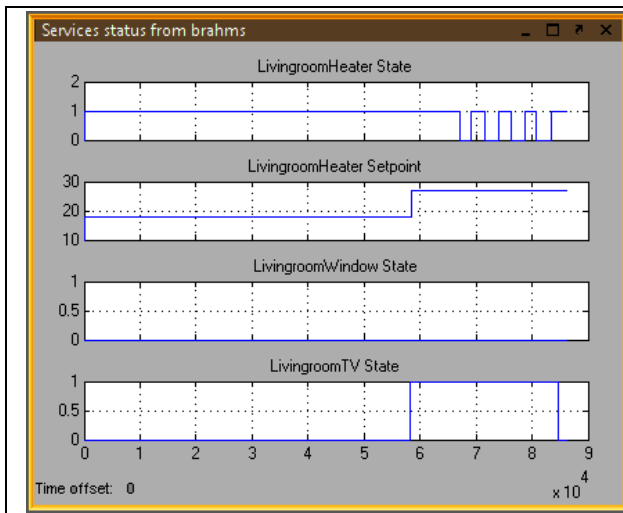 Services status from brahms
LivingroomHeater State
2
1
0
LivingroomHeater Setpoint
30
20
10
LivingroomWindow State
1
0.5
0
LivingroomTV State
1
0.5
0
0 1 2 3 4 5 6 7 8 9
x 10^4
Time offset: 0